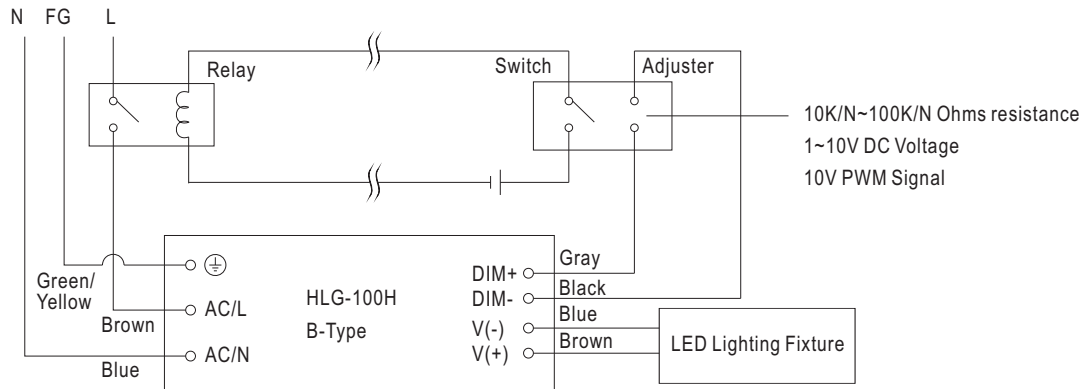 N FG L
Relay
Switch
Adjuster
10K/N~100K/N Ohms resistance
1~10V DC Voltage
10V PWM Signal
Green/
Yellow
Brown
Blue
AC/L
AC/N
HLG-100H
B-Type
DIM+
DIM-
V(-)
V(+)
Gray
Black
Blue
Brown
LED Lighting Fixture